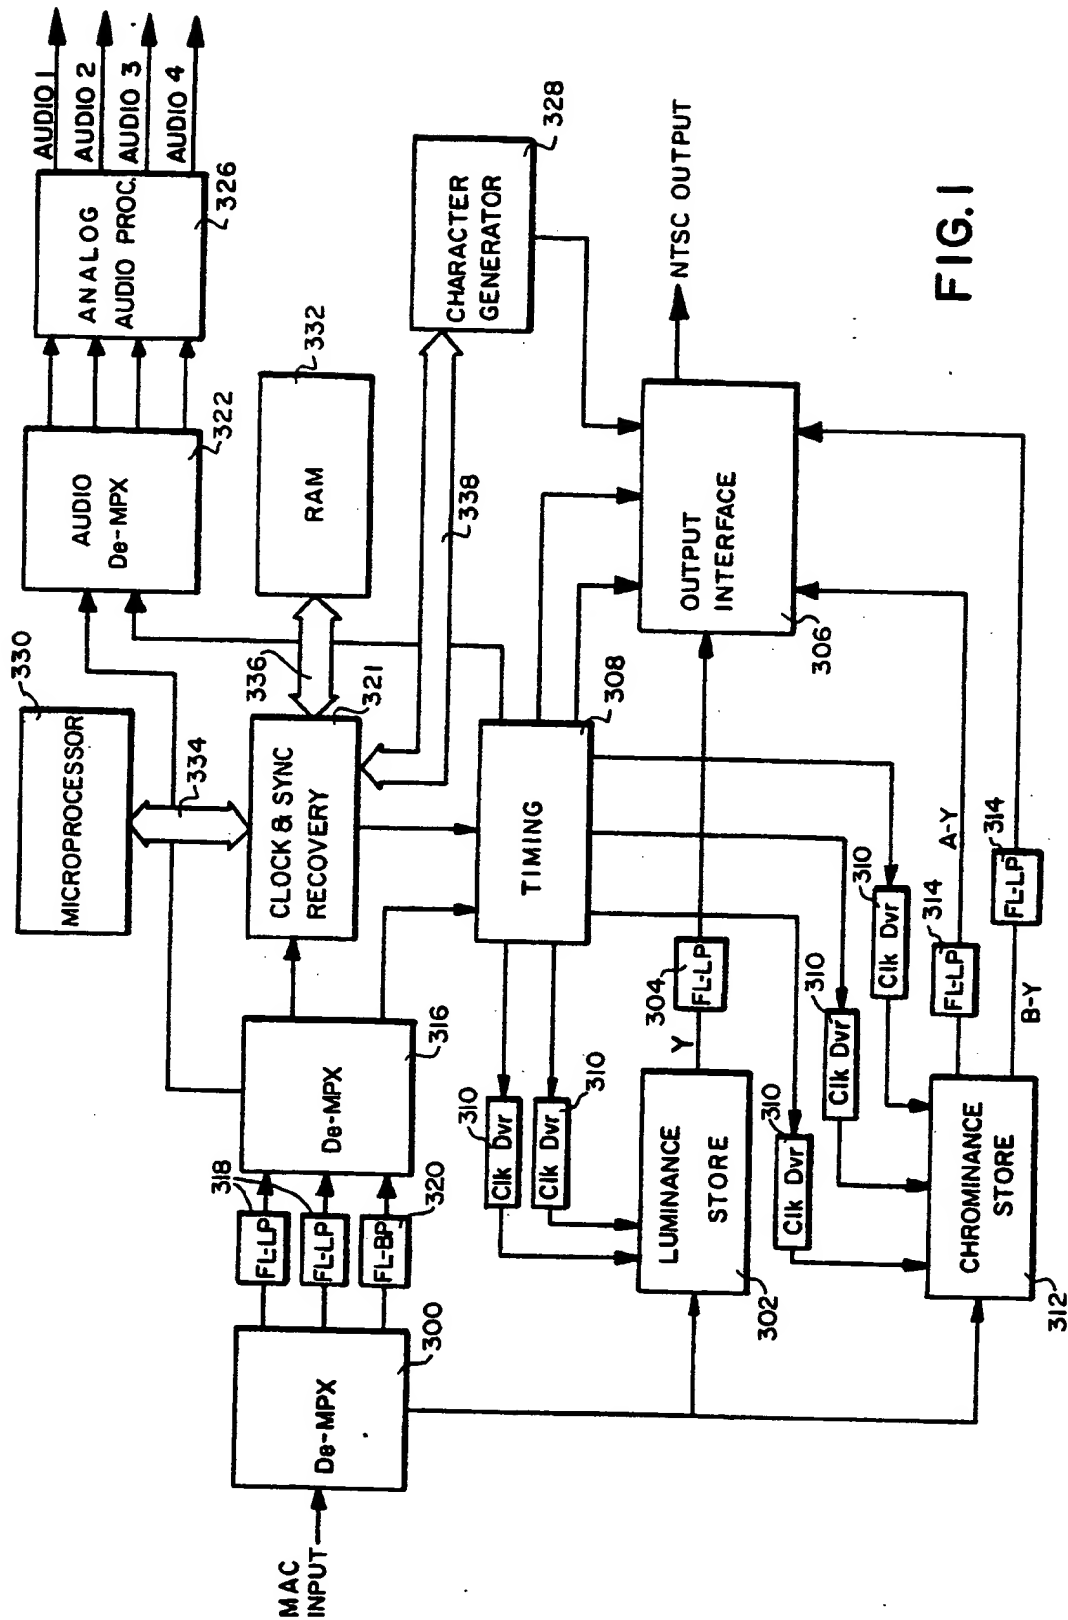 AUDIO 1
AUDIO 2
AUDIO 3
AUDIO 4
ANALOG
AUDIO PROC.
326
AUDIO
De-MPX
322
MICROPROCESSOR
330
334
RAM
332
336
CLOCK & SYNC
RECOVERY
321
338
CHARACTER
GENERATOR
328
MAC
INPUT
De-MPX
300
FL-LP
318
FL-LP
FL-BP
320
De-MPX
316
TIMING
308
310
Clk Dvr
Clk Dvr
310
LUMINANCE
STORE
302
Y
304
FL-LP
OUTPUT
INTERFACE
306
NTSC OUTPUT
310
Clk Dvr
310
Clk Dvr
310
Clk Dvr
CHROMINANCE
STORE
312
FL-LP
314
A-Y
B-Y
FL-LP
314
FIG. 1